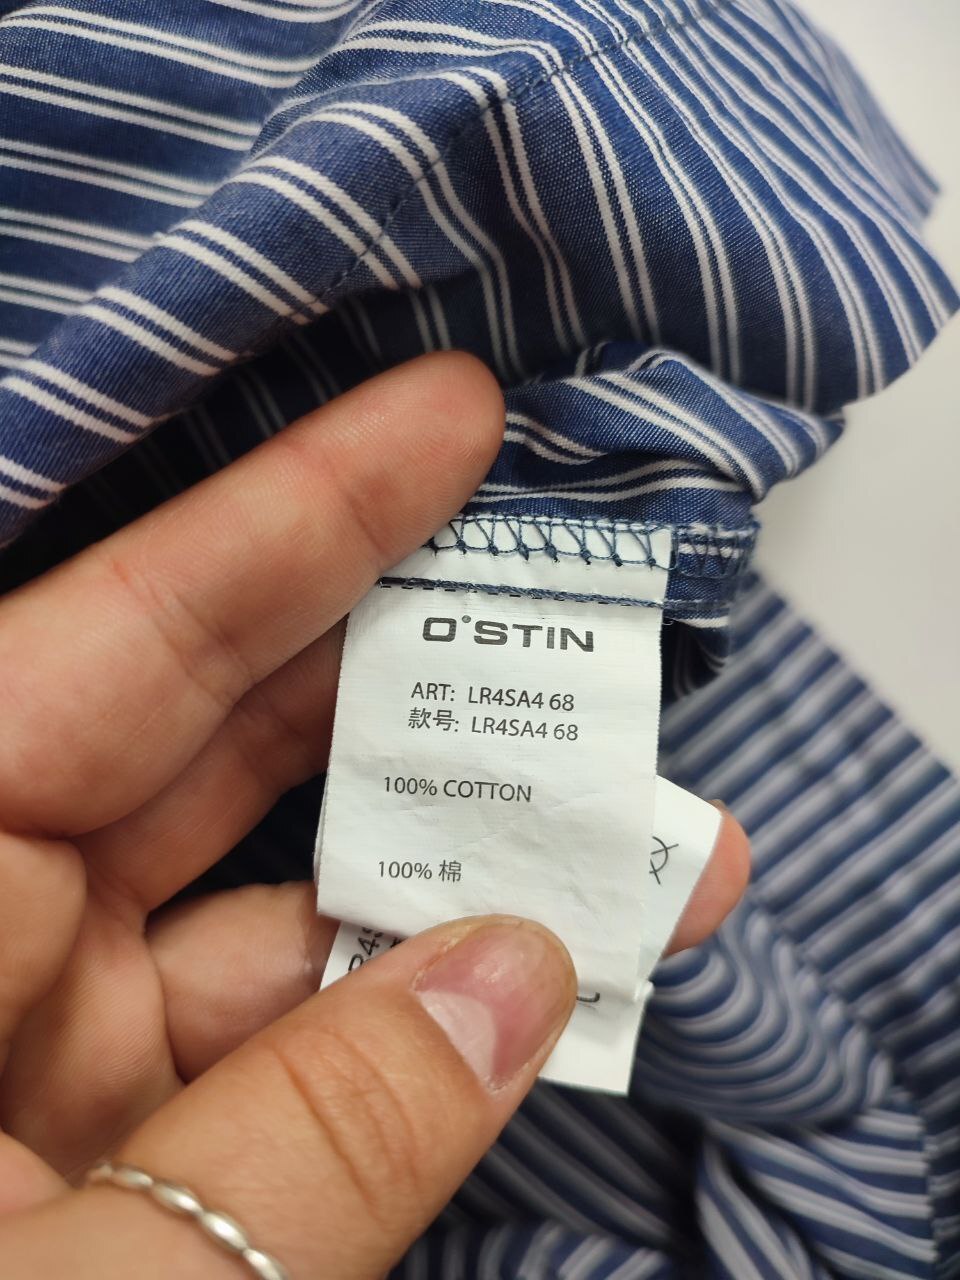 O'STIN
ART: LR4SA4 68
款号: LR4SA4 68
100% COTTON
100% 棉